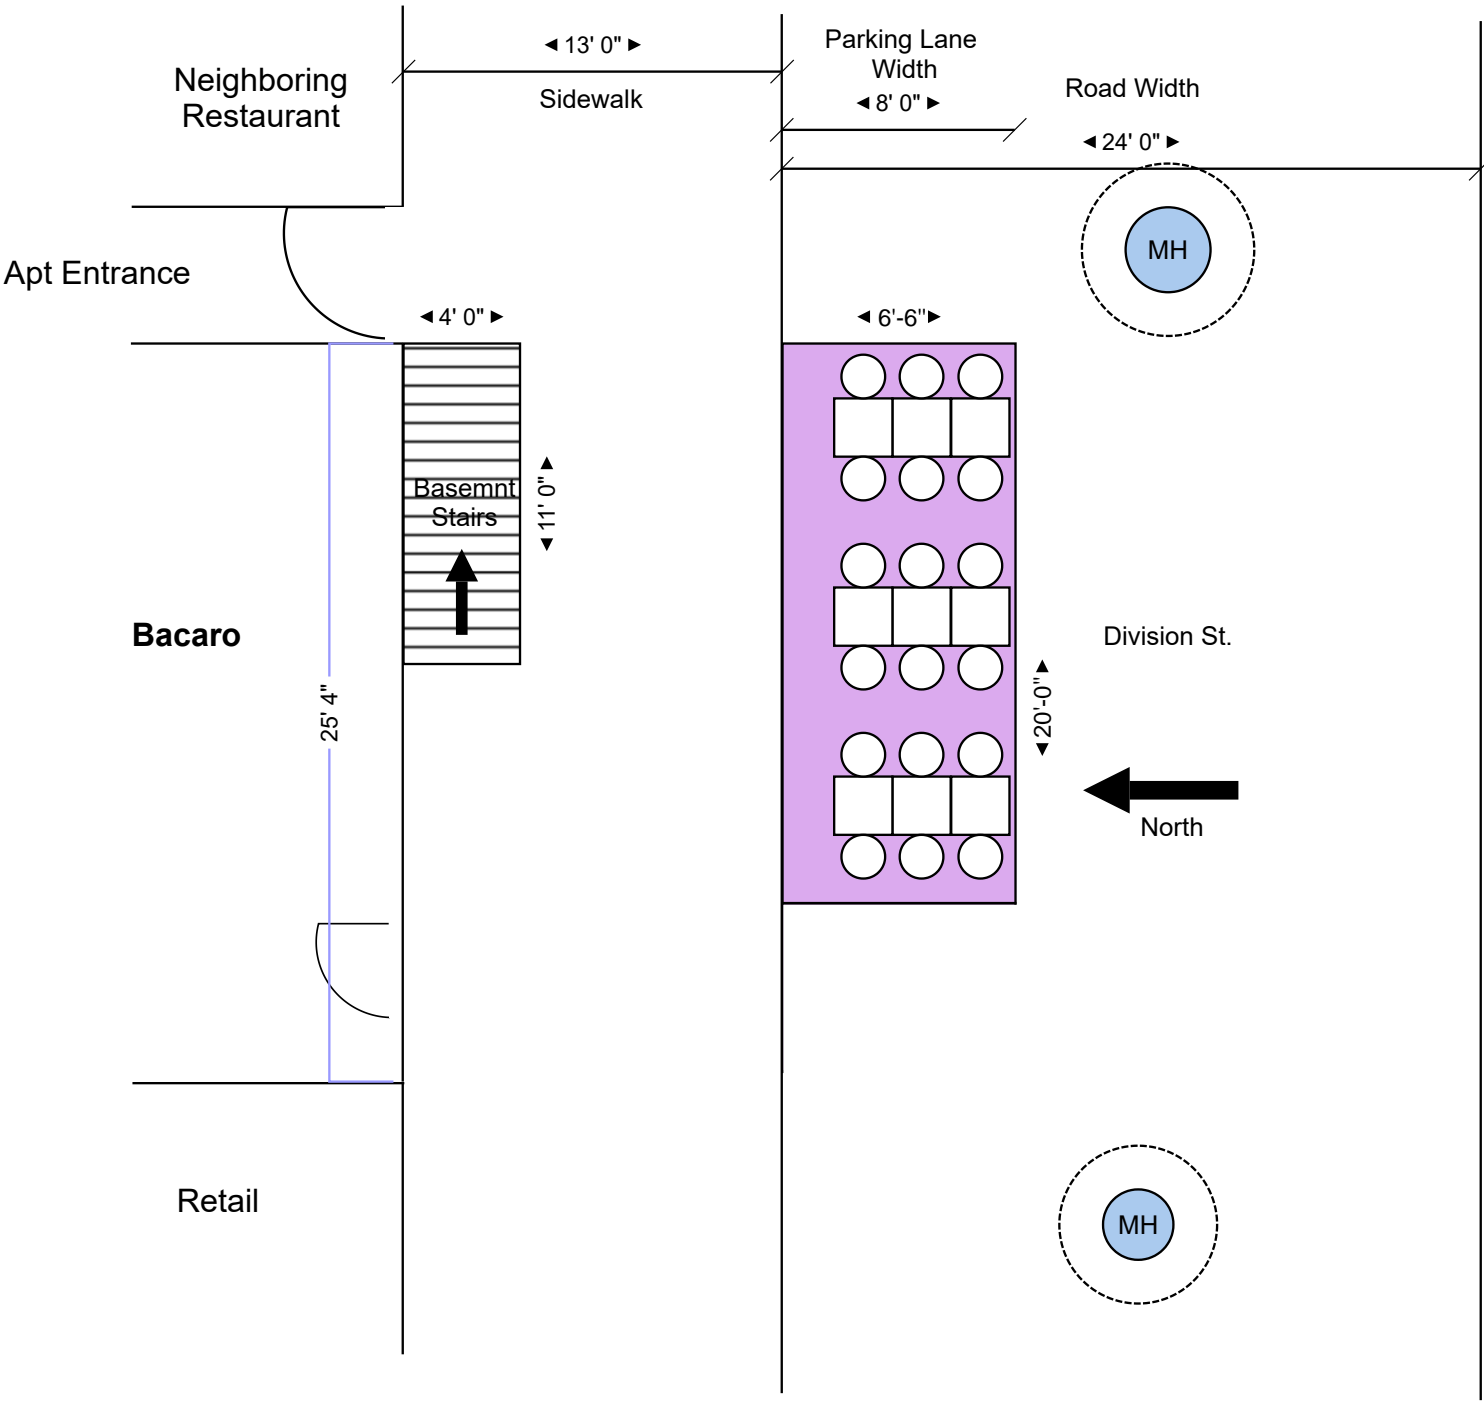 ◄ 13' 0" ►
Sidewalk
Parking Lane
Width
◄ 8' 0" ►
Road Width
◄ 24' 0" ►
Neighboring
Restaurant
MH
Apt Entrance
◄ 4' 0" ►
◄ 6'-6"►
Basemnt
Stairs
◄ 11' 0" ►
Bacaro
25' 4"
Division St.
◄20'-0"►
North
Retail
MH